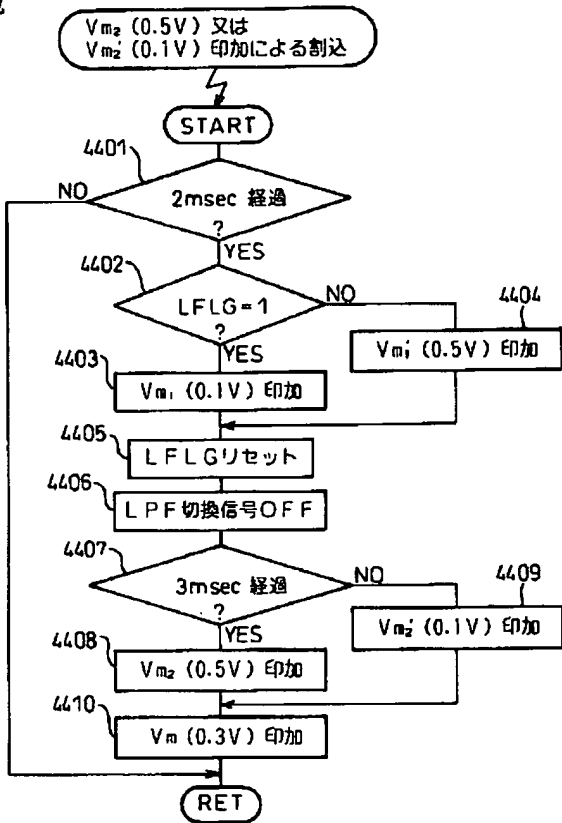 Vm₂ (0.5V) 又は
Vm₂' (0.1V) 印加による割込
START
4401
NO
2msec 経過
?
YES
4402
LFLG=1
?
NO
YES
4404
Vm₁' (0.5V) 印加
4403
Vm₁ (0.1V) 印加
4405
LFLGリセット
4406
LPF切換信号OFF
4407
3msec 経過
?
NO
YES
4409
Vm₂' (0.1V) 印加
4408
Vm₂ (0.5V) 印加
4410
Vm (0.3V) 印加
RET